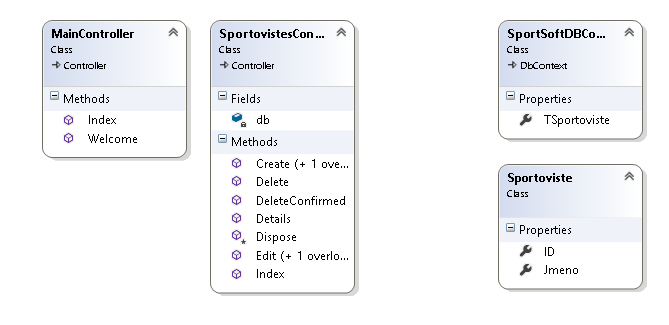 MainController
Class
Controller
Methods
Index
Welcome
SportovistesCon...
Class
Controller
Fields
db
Methods
Create (+ 1 ove...
Delete
DeleteConfirmed
Details
Dispose
Edit (+ 1 overlo...
Index
SportSoftDBCo...
Class
DbContext
Properties
TSportoviste
Sportoviste
Class
Properties
ID
Jmeno